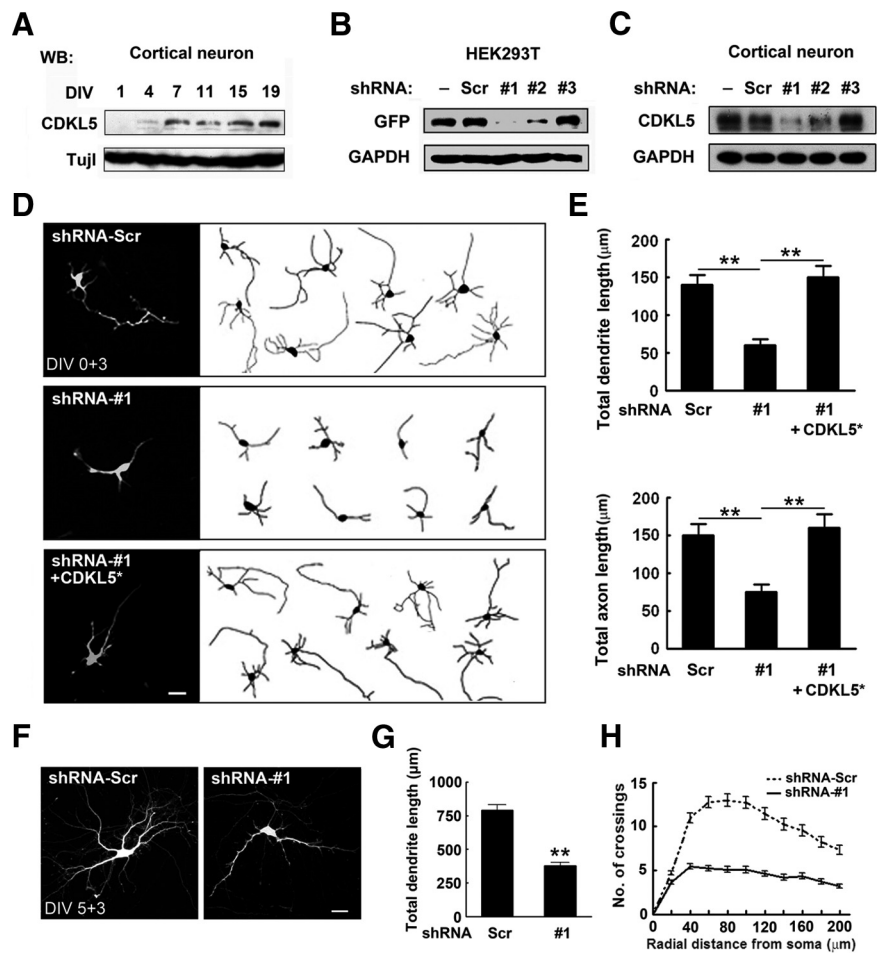 A
B
C
WB:
Cortical neuron
DIV 1 4 7 11 15 19
CDKL5
TujI
HEK293T
shRNA: – Scr #1 #2 #3
GFP
GAPDH
Cortical neuron
shRNA: – Scr #1 #2 #3
CDKL5
GAPDH
D
shRNA-Scr
DIV 0+3
shRNA-#1
shRNA-#1
+CDKL5*
E
Total dendrite length (μm)
200
150
100
50
0
** **
shRNA Scr #1 #1
+ CDKL5*
Total axon length (μm)
200
150
100
50
0
** **
shRNA Scr #1 #1
+ CDKL5*
F
shRNA-Scr
DIV 5+3
shRNA-#1
G
Total dendrite length (μm)
1000
750
500
250
0
**
shRNA Scr #1
H
No. of crossings
15
10
5
0
shRNA-Scr
shRNA-#1
0 40 80 120 160 200
Radial distance from soma (μm)